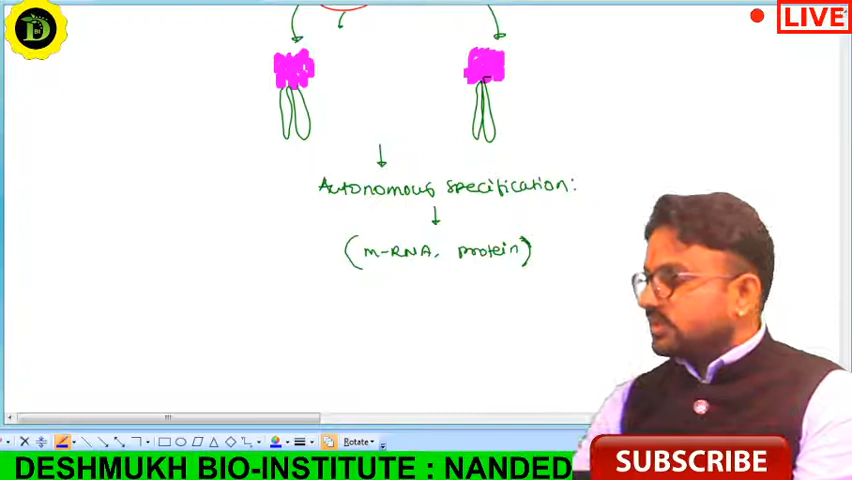 D
LIVE
Autonomous specification:
(m-RNA, protein)
Rotate
SUBSCRIBE
DESHMUKH BIO-INSTITUTE : NANDED